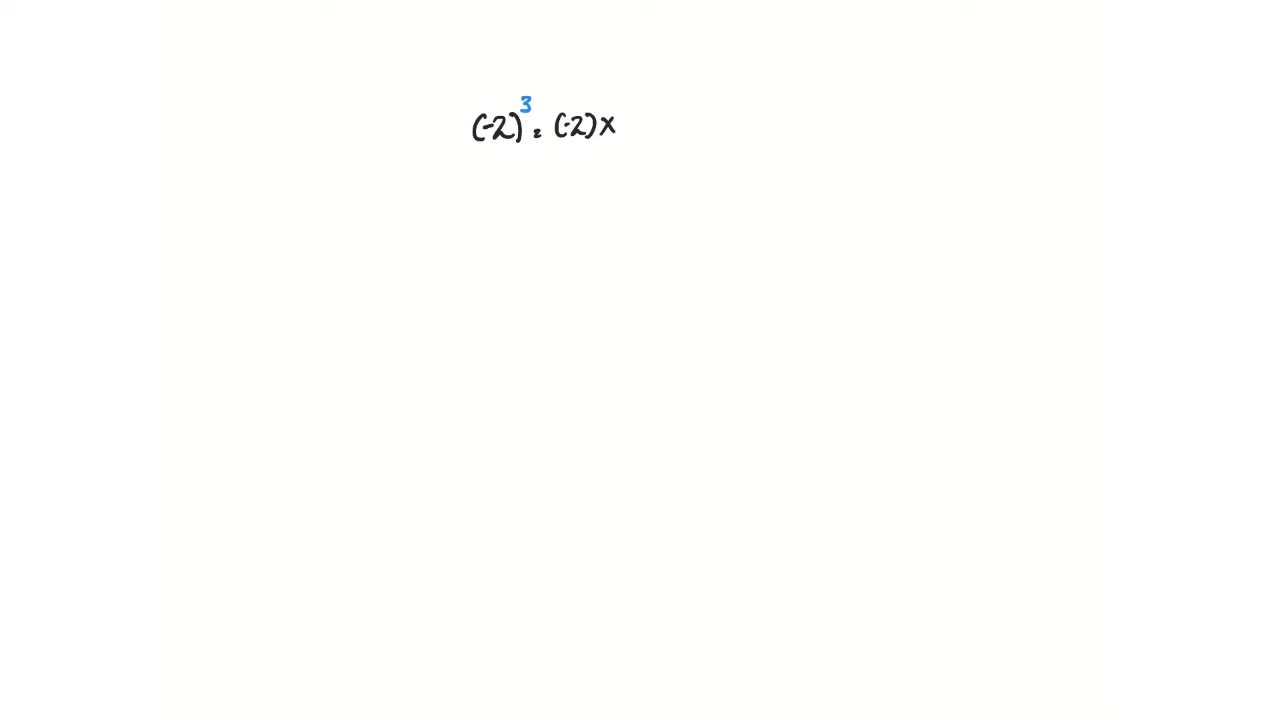 (-2)³ = (-2) x